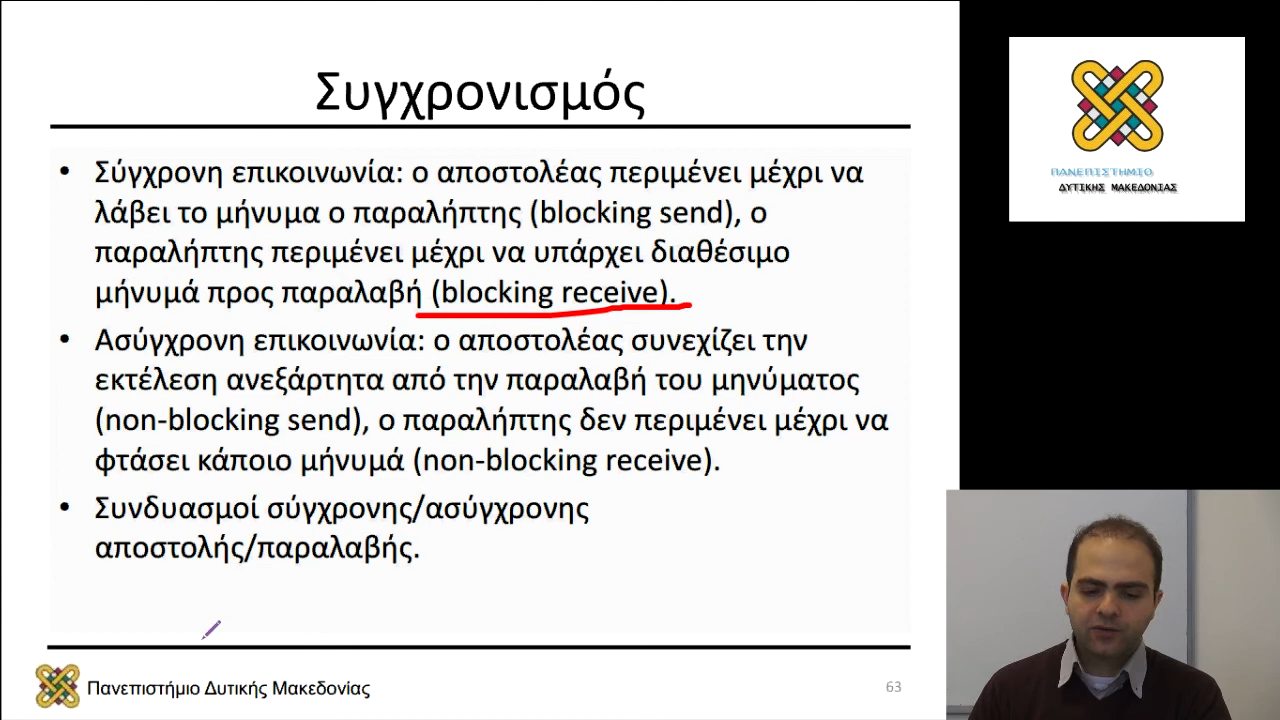 Συγχρονισμός
• Σύγχρονη επικοινωνία: ο αποστολέας περιμένει μέχρι να
λάβει το μήνυμα ο παραλήπτης (blocking send), ο
παραλήπτης περιμένει μέχρι να υπάρχει διαθέσιμο
μήνυμά προς παραλαβή (blocking receive).
• Ασύγχρονη επικοινωνία: ο αποστολέας συνεχίζει την
εκτέλεση ανεξάρτητα από την παραλαβή του μηνύματος
(non-blocking send), ο παραλήπτης δεν περιμένει μέχρι να
φτάσει κάποιο μήνυμά (non-blocking receive).
• Συνδυασμοί σύγχρονης/ασύγχρονης
αποστολής/παραλαβής.
Πανεπιστήμιο Δυτικής Μακεδονίας
63
ΠΑΝΕΠΙΣΤΗΜΙΟ
ΔΥΤΙΚΗΣ ΜΑΚΕΔΟΝΙΑΣ